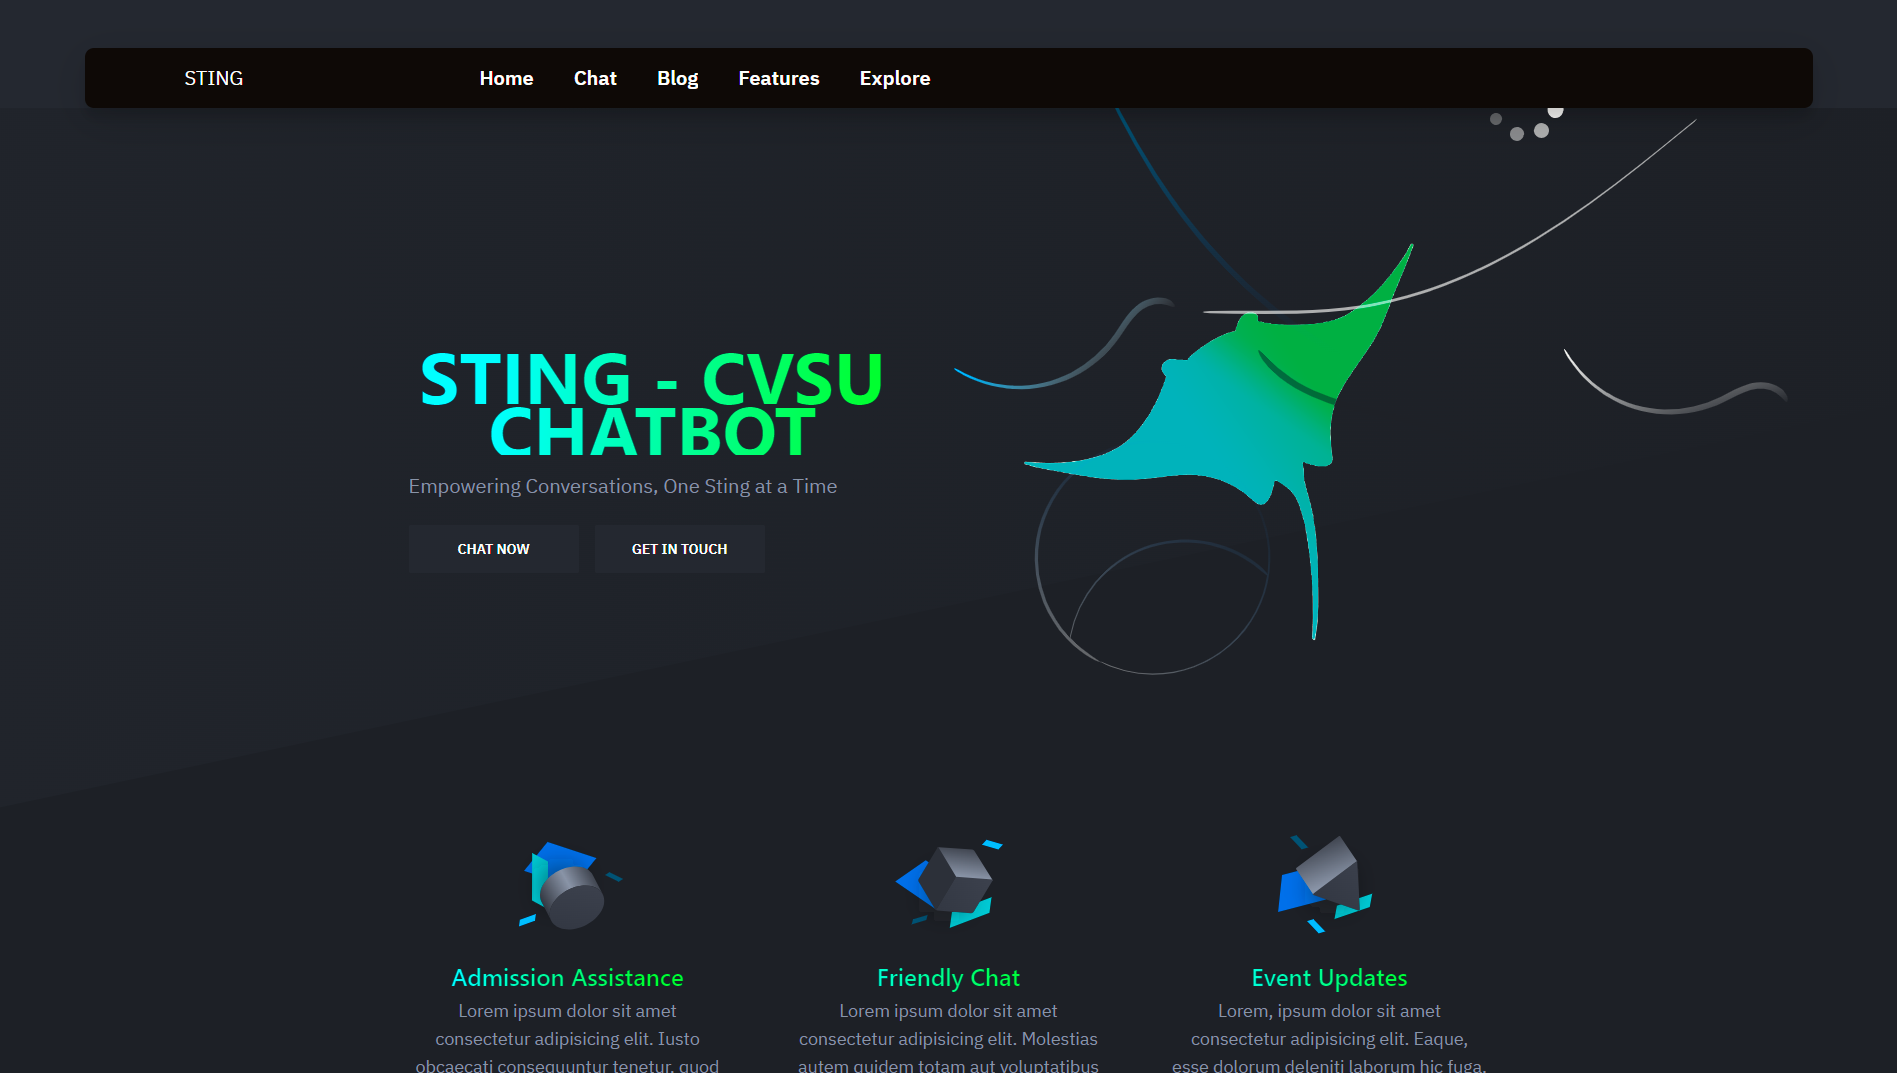 STING
Home Chat Blog Features Explore
STING - CVSU
CHATBOT
Empowering Conversations, One Sting at a Time
CHAT NOW GET IN TOUCH
Admission Assistance
Lorem ipsum dolor sit amet
consectetur adipisicing elit. Iusto
obcaecati consequuntur tenetur, quod
Friendly Chat
Lorem ipsum dolor sit amet
consectetur adipisicing elit. Molestias
autem quidem totam aut voluptatibus
Event Updates
Lorem, ipsum dolor sit amet
consectetur adipisicing elit. Eaque,
esse dolorum deleniti laborum hic fuga,